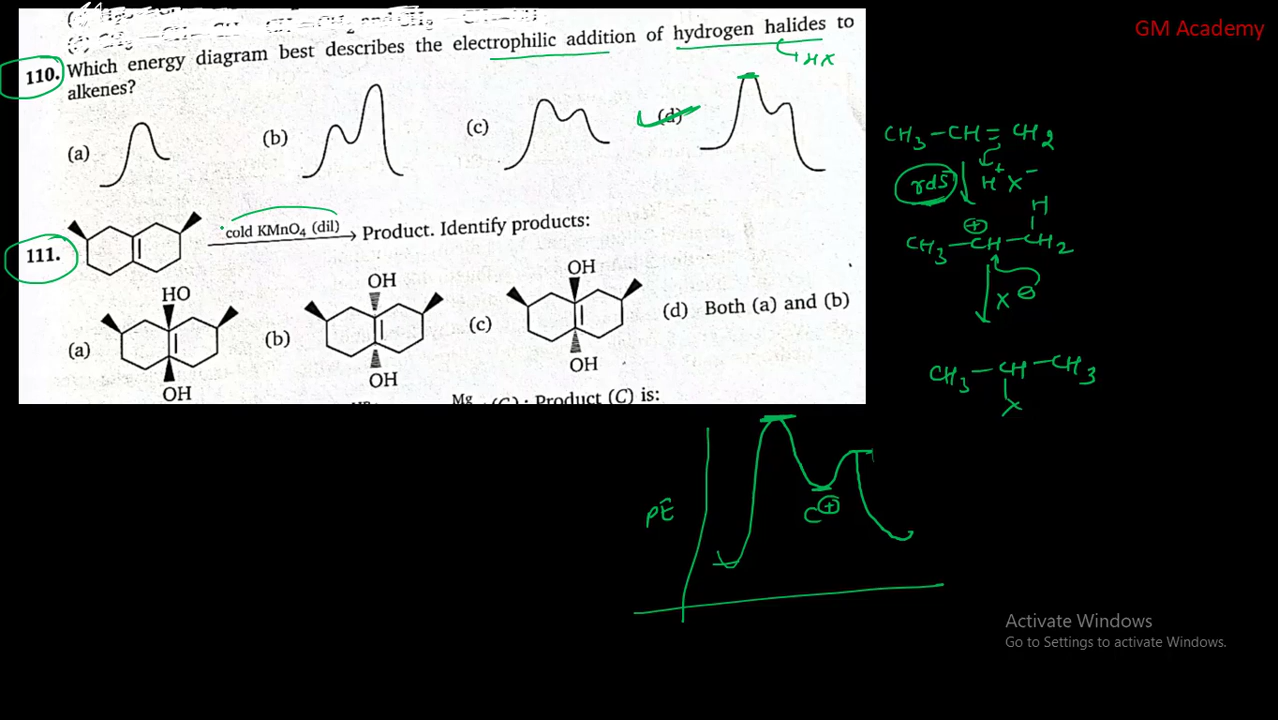 GM Academy
110. Which energy diagram best describes the electrophilic addition of hydrogen halides to
alkenes?
HX
(a)
(b)
(c)
(d)
111.
cold KMnO4 (dil)
Product. Identify products:
(a)
HO
OH
(b)
OH
OH
(c)
OH
OH
(d) Both (a) and (b)
Mg
(C) · Product (C) is:
CH3 – CH = CH2
rds H+ X–
H
CH3 – CH – CH2
+
X ⊖
CH3 – CH – CH3
X
PE
C⊕
Activate Windows
Go to Settings to activate Windows.